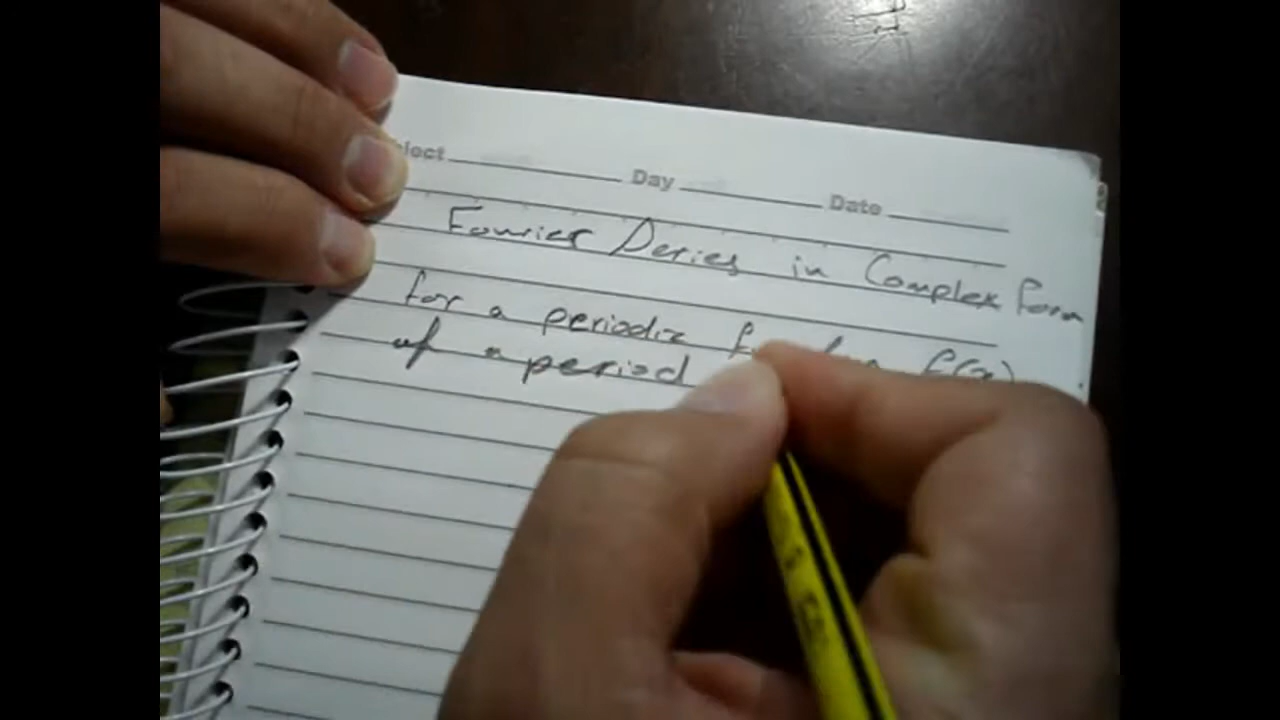 Day Date
Fourier Series in Complex Form
for a periodic f(x)
of a period